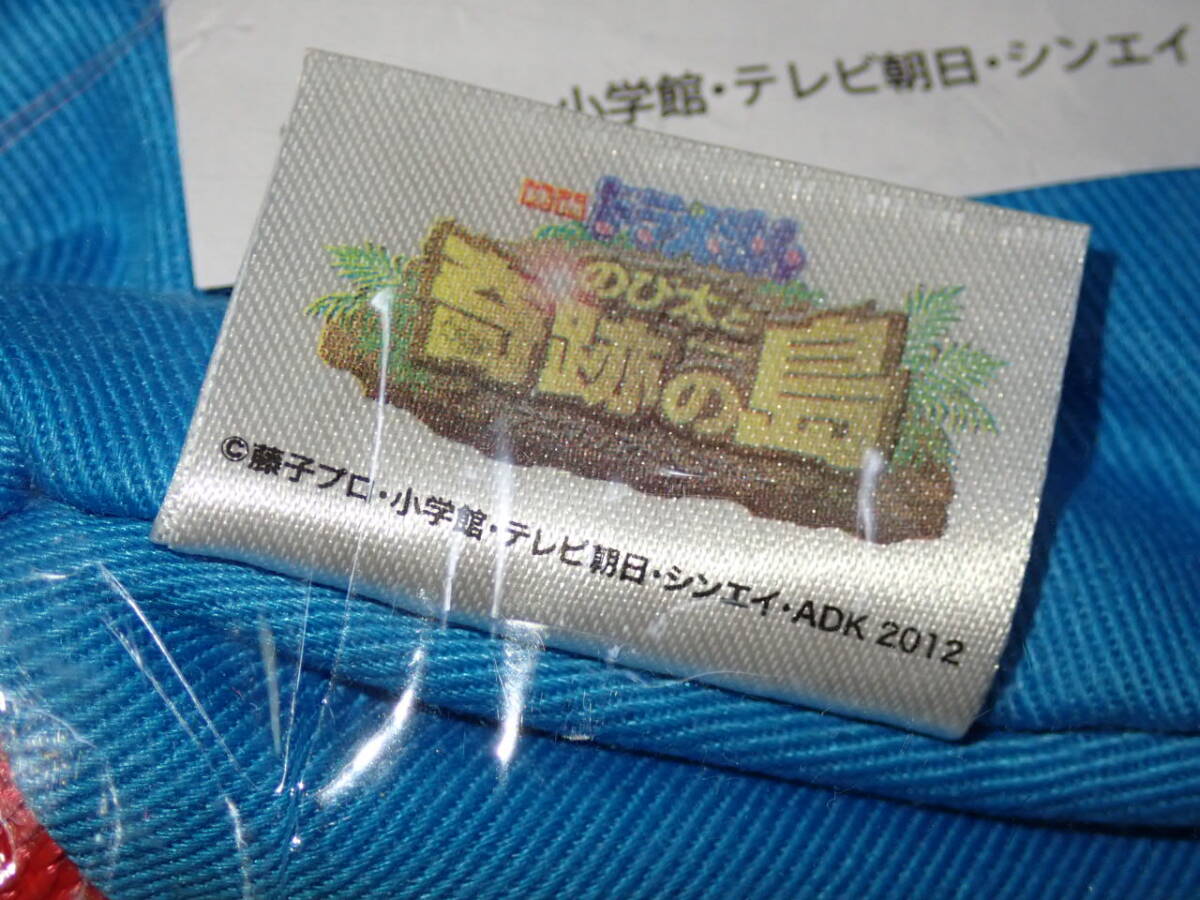 小学館・テレビ朝日・シンエイ
映画 ドラえもん
のび太と
奇跡の島
©藤子プロ・小学館・テレビ朝日・シンエイ・ADK 2012